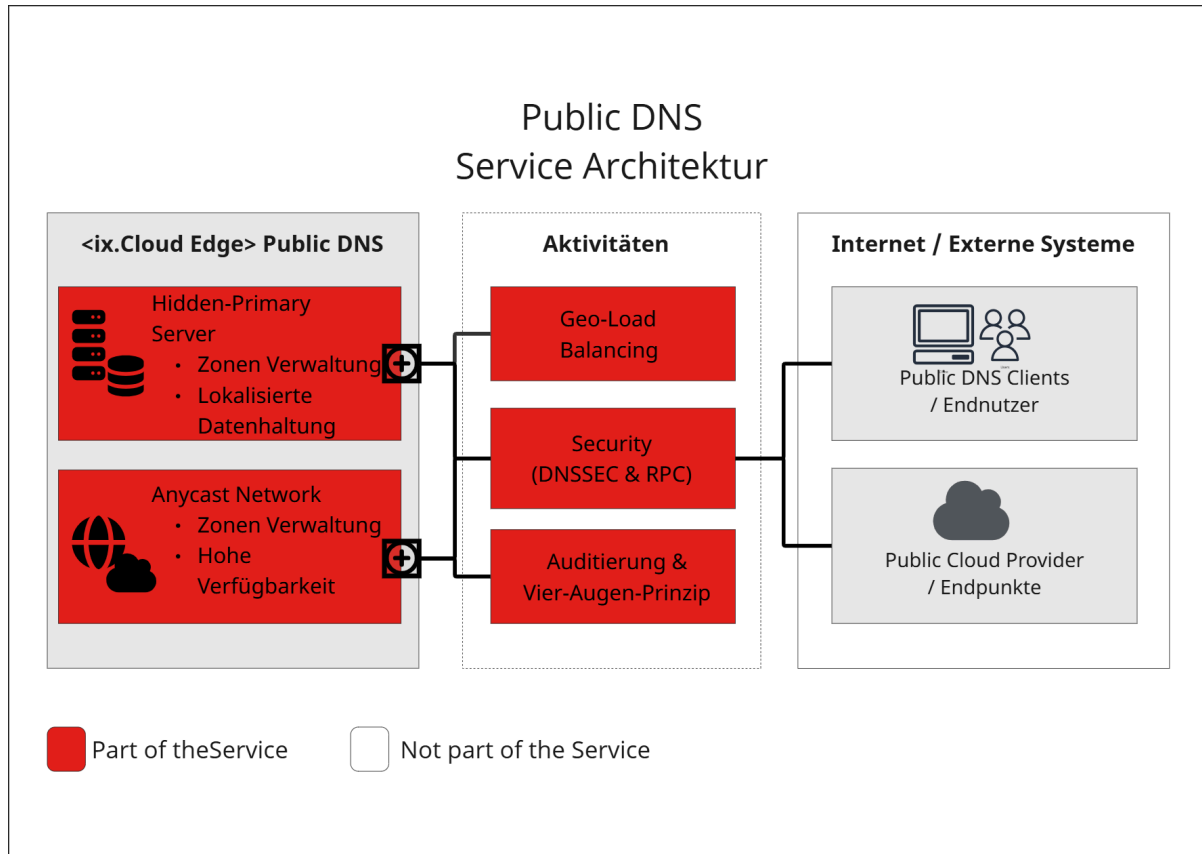 Public DNS
Service Architektur
<ix.Cloud Edge> Public DNS
Hidden-Primary
Server
• Zonen Verwaltung
• Lokalisierte
Datenhaltung
Anycast Network
• Zonen Verwaltung
• Hohe
Verfügbarkeit
Aktivitäten
Geo-Load
Balancing
Security
(DNSSEC & RPC)
Auditierung &
Vier-Augen-Prinzip
Internet / Externe Systeme
Public DNS Clients
/ Endnutzer
Public Cloud Provider
/ Endpunkte
Part of theService
Not part of the Service